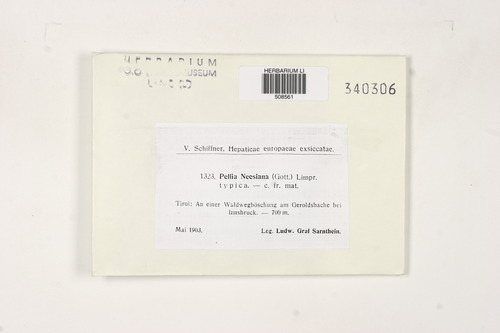 HERBARIUM
MUSEUM
HERBARIUM LI
508561
340306
V. Schiffner, Hepaticae europaeae exsiccatae.
1323. Pellia Neesiana (Gott.) Limpr.
typica. — c. fr. mat.
Tirol: An einer Waldwegböschung am Geroldsbache bei
Innsbruck. — 700 m.
Mai 1903. Leg. Ludw. Graf Sarnthein.